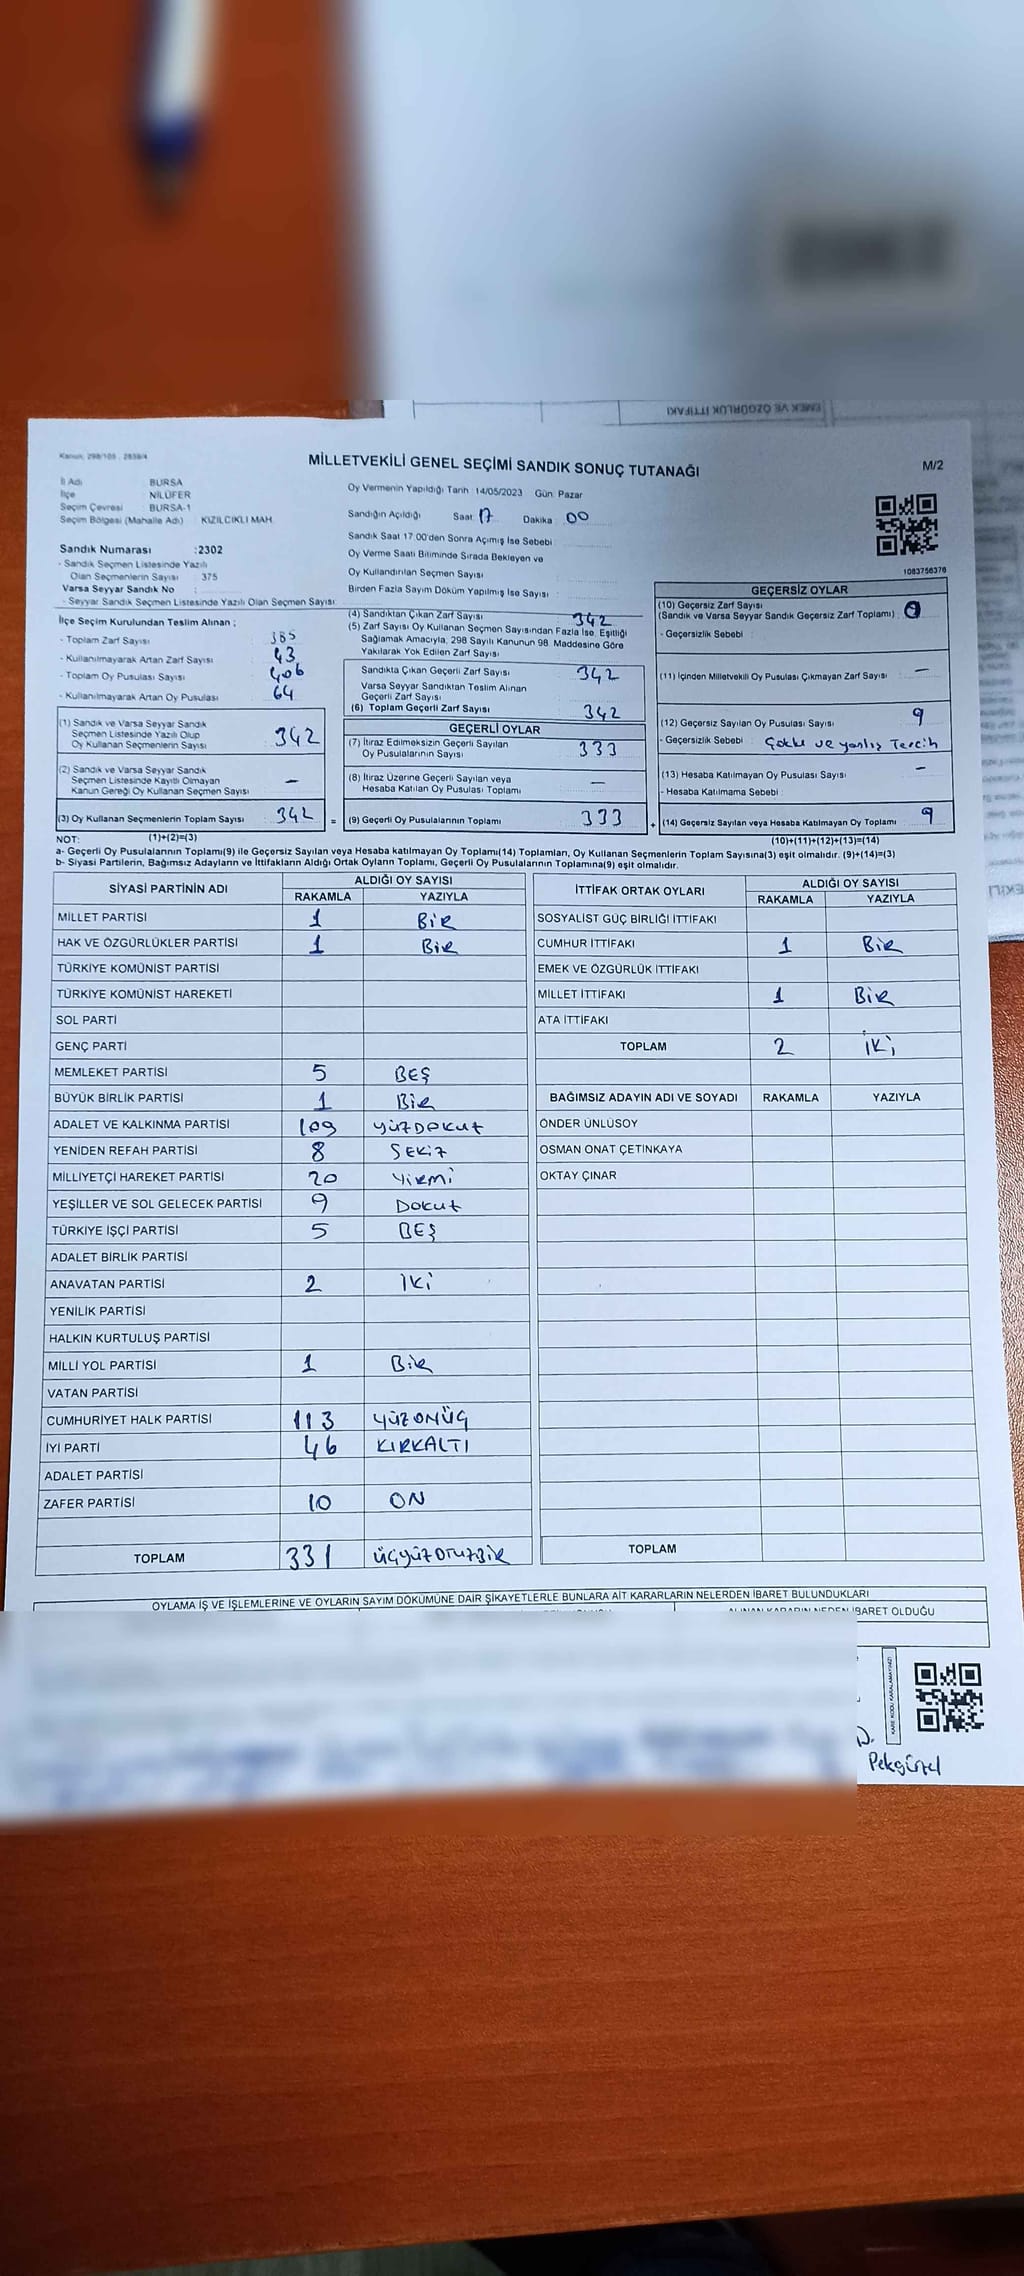 EMEK VE ÖZGÜRLÜK İTTİFAKI
Kanun, 298/105 - 2839/4
MİLLETVEKİLİ GENEL SEÇİMİ SANDIK SONUÇ TUTANAĞI
M/2
İl Adı BURSA
İlçe : NİLÜFER
Seçim Çevresi BURSA-1
Seçim Bölgesi (Mahalle Adı) KIZILCIKLI MAH.
Oy Vermenin Yapıldığı Tarih : 14/05/2023 Gün: Pazar
Sandığın Açıldığı Saat 17 Dakika : 00
Sandık Saat 17:00'den Sonra Açılmış İse Sebebi
Oy Verme Saati Bitiminde Sırada Bekleyen ve
Oy Kullandırılan Seçmen Sayısı
Birden Fazla Sayım Döküm Yapılmış İse Sayısı
1083756376
Sandık Numarası :2302
- Sandık Seçmen Listesinde Yazılı
Olan Seçmenlerin Sayısı : 375
Varsa Seyyar Sandık No :
- Seyyar Sandık Seçmen Listesinde Yazılı Olan Seçmen Sayısı:
İlçe Seçim Kurulundan Teslim Alınan ;
- Toplam Zarf Sayısı 385
- Kullanılmayarak Artan Zarf Sayısı 43
- Toplam Oy Pusulası Sayısı 406
- Kullanılmayarak Artan Oy Pusulası 64
(1) Sandık ve Varsa Seyyar Sandık
Seçmen Listesinde Yazılı Olup
Oy Kullanan Seçmenlerin Sayısı : 342
(2) Sandık ve Varsa Seyyar Sandık
Seçmen Listesinde Kayıtlı Olmayan
Kanun Gereği Oy Kullanan Seçmen Sayısı : —
(3) Oy Kullanan Seçmenlerin Toplam Sayısı : 342 =
(4) Sandıktan Çıkan Zarf Sayısı : 342
(5) Zarf Sayısı Oy Kullanan Seçmen Sayısından Fazla İse, Eşitliği
Sağlamak Amacıyla, 298 Sayılı Kanunun 98. Maddesine Göre
Yakılarak Yok Edilen Zarf Sayısı
Sandıkta Çıkan Geçerli Zarf Sayısı : 342
Varsa Seyyar Sandıktan Teslim Alınan
Geçerli Zarf Sayısı
(6) Toplam Geçerli Zarf Sayısı : 342
GEÇERLİ OYLAR
(7) İtiraz Edilmeksizin Geçerli Sayılan
Oy Pusulalarının Sayısı : 333
(8) İtiraz Üzerine Geçerli Sayılan veya
Hesaba Katılan Oy Pusulası Toplamı : —
(9) Geçerli Oy Pusulalarının Toplamı : 333 +
GEÇERSİZ OYLAR
(10) Geçersiz Zarf Sayısı
(Sandık ve Varsa Seyyar Sandık Geçersiz Zarf Toplamı) :
- Geçersizlik Sebebi :
(11) İçinden Milletvekili Oy Pusulası Çıkmayan Zarf Sayısı : —
(12) Geçersiz Sayılan Oy Pusulası Sayısı : 9
- Geçersizlik Sebebi : Çoklu ve yanlış Tercih
(13) Hesaba Katılmayan Oy Pusulası Sayısı : —
- Hesaba Katılmama Sebebi :
(14) Geçersiz Sayılan veya Hesaba Katılmayan Oy Toplamı : 9
NOT: (1)+(2)=(3) (10)+(11)+(12)+(13)=(14)
a- Geçerli Oy Pusulalarının Toplamı(9) ile Geçersiz Sayılan veya Hesaba katılmayan Oy Toplamı(14) Toplamları, Oy Kullanan Seçmenlerin Toplam Sayısına(3) eşit olmalıdır. (9)+(14)=(3)
b- Siyasi Partilerin, Bağımsız Adayların ve İttifakların Aldığı Ortak Oyların Toplamı, Geçerli Oy Pusulalarının Toplamına(9) eşit olmalıdır.
SİYASİ PARTİNİN ADI ALDIĞI OY SAYISI
RAKAMLA YAZIYLA
MİLLET PARTİSİ 1 Bir
HAK VE ÖZGÜRLÜKLER PARTİSİ 1 Bir
TÜRKİYE KOMÜNİST PARTİSİ
TÜRKİYE KOMÜNİST HAREKETİ
SOL PARTİ
GENÇ PARTİ
MEMLEKET PARTİSİ 5 BEŞ
BÜYÜK BİRLİK PARTİSİ 1 Bir
ADALET VE KALKINMA PARTİSİ 109 yüzDokuz
YENİDEN REFAH PARTİSİ 8 SEKİZ
MİLLİYETÇİ HAREKET PARTİSİ 20 Yirmi
YEŞİLLER VE SOL GELECEK PARTİSİ 9 Dokuz
TÜRKİYE İŞÇİ PARTİSİ 5 BEŞ
ADALET BİRLİK PARTİSİ
ANAVATAN PARTİSİ 2 İki
YENİLİK PARTİSİ
HALKIN KURTULUŞ PARTİSİ
MİLLİ YOL PARTİSİ 1 Bir
VATAN PARTİSİ
CUMHURİYET HALK PARTİSİ 113 YÜZONÜÇ
İYİ PARTİ 46 KIRKALTI
ADALET PARTİSİ
ZAFER PARTİSİ 10 ON
TOPLAM 331 ÜçyüzOTuzBir
İTTİFAK ORTAK OYLARI ALDIĞI OY SAYISI
RAKAMLA YAZIYLA
SOSYALİST GÜÇ BİRLİĞİ İTTİFAKI
CUMHUR İTTİFAKI 1 Bir
EMEK VE ÖZGÜRLÜK İTTİFAKI
MİLLET İTTİFAKI 1 Bir
ATA İTTİFAKI
TOPLAM 2 İki
BAĞIMSIZ ADAYIN ADI VE SOYADI RAKAMLA YAZIYLA
ÖNDER ÜNLÜSOY
OSMAN ONAT ÇETİNKAYA
OKTAY ÇINAR
TOPLAM
OYLAMA İŞ VE İŞLEMLERİNE VE OYLARIN SAYIM DÖKÜMÜNE DAİR ŞİKAYETLERLE BUNLARA AİT KARARLARIN NELERDEN İBARET BULUNDUKLARI
ALINAN KARARIN NEDEN İBARET OLDUĞU
KARE KODU KARALAMAYINIZ!
Pekgüzel